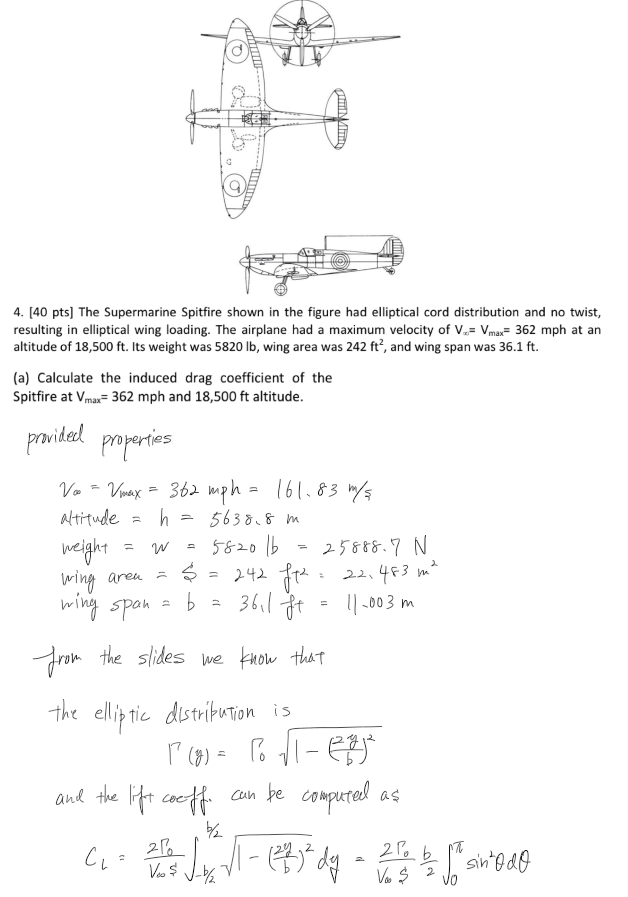 4. [40 pts] The Supermarine Spitfire shown in the figure had elliptical cord distribution and no twist,
resulting in elliptical wing loading. The airplane had a maximum velocity of V∞= Vmax= 362 mph at an
altitude of 18,500 ft. Its weight was 5820 lb, wing area was 242 ft², and wing span was 36.1 ft.
(a) Calculate the induced drag coefficient of the
Spitfire at Vmax= 362 mph and 18,500 ft altitude.
provided properties
V∞ = Vmax = 362 mph = 161.83 m/s
altitude = h = 5638.8 m
weight = W = 5820 lb = 25888.7 N
wing area = S = 242 ft² = 22.483 m²
wing span = b = 36.1 ft = 11.003 m
from the slides we know that
the elliptic distribution is
Γ(y) = Γ₀ √(1 - (2y/b)²)
and the lift coeff. can be computed as
C_L = 2Γ₀/(V∞ S) ∫_{-b/2}^{b/2} √(1 - (2y/b)²) dy = 2Γ₀/(V∞ S) b/2 ∫_0^π sin²θ dθ